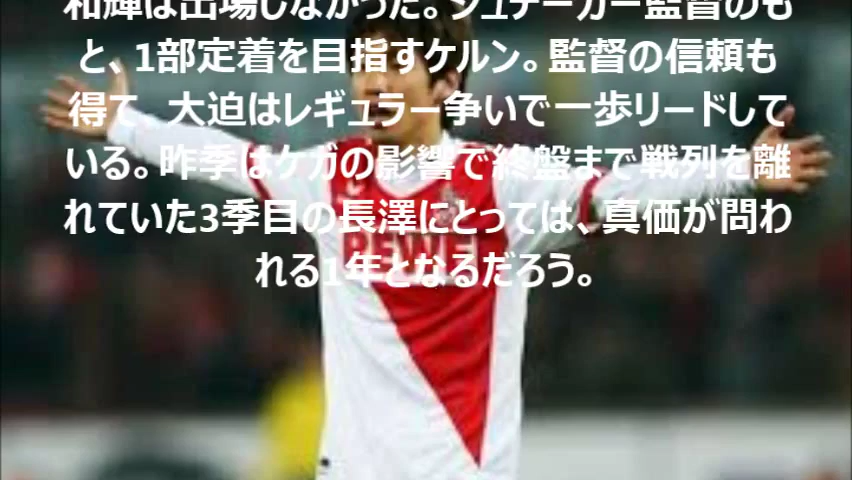 和輝は出場しなかった。シュテーガー監督のも
と、1部定着を目指すケルン。監督の信頼も
得て、大迫はレギュラー争いで一歩リードして
いる。昨季はケガの影響で終盤まで戦列を離
れていた3季目の長澤にとっては、真価が問わ
れる1年となるだろう。
REWE